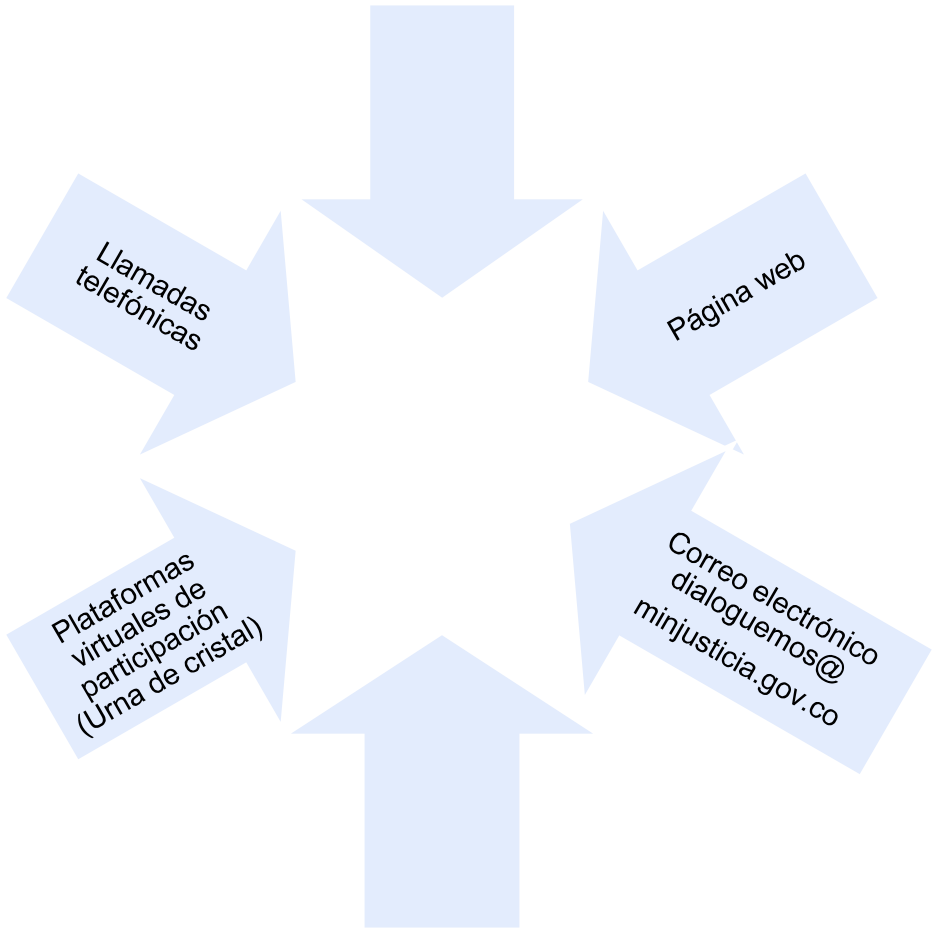 Llamadas
telefónicas
Página web
Plataformas
virtuales de
participación
(Urna de cristal)
Correo electrónico
dialoguemos@
minjusticia.gov.co